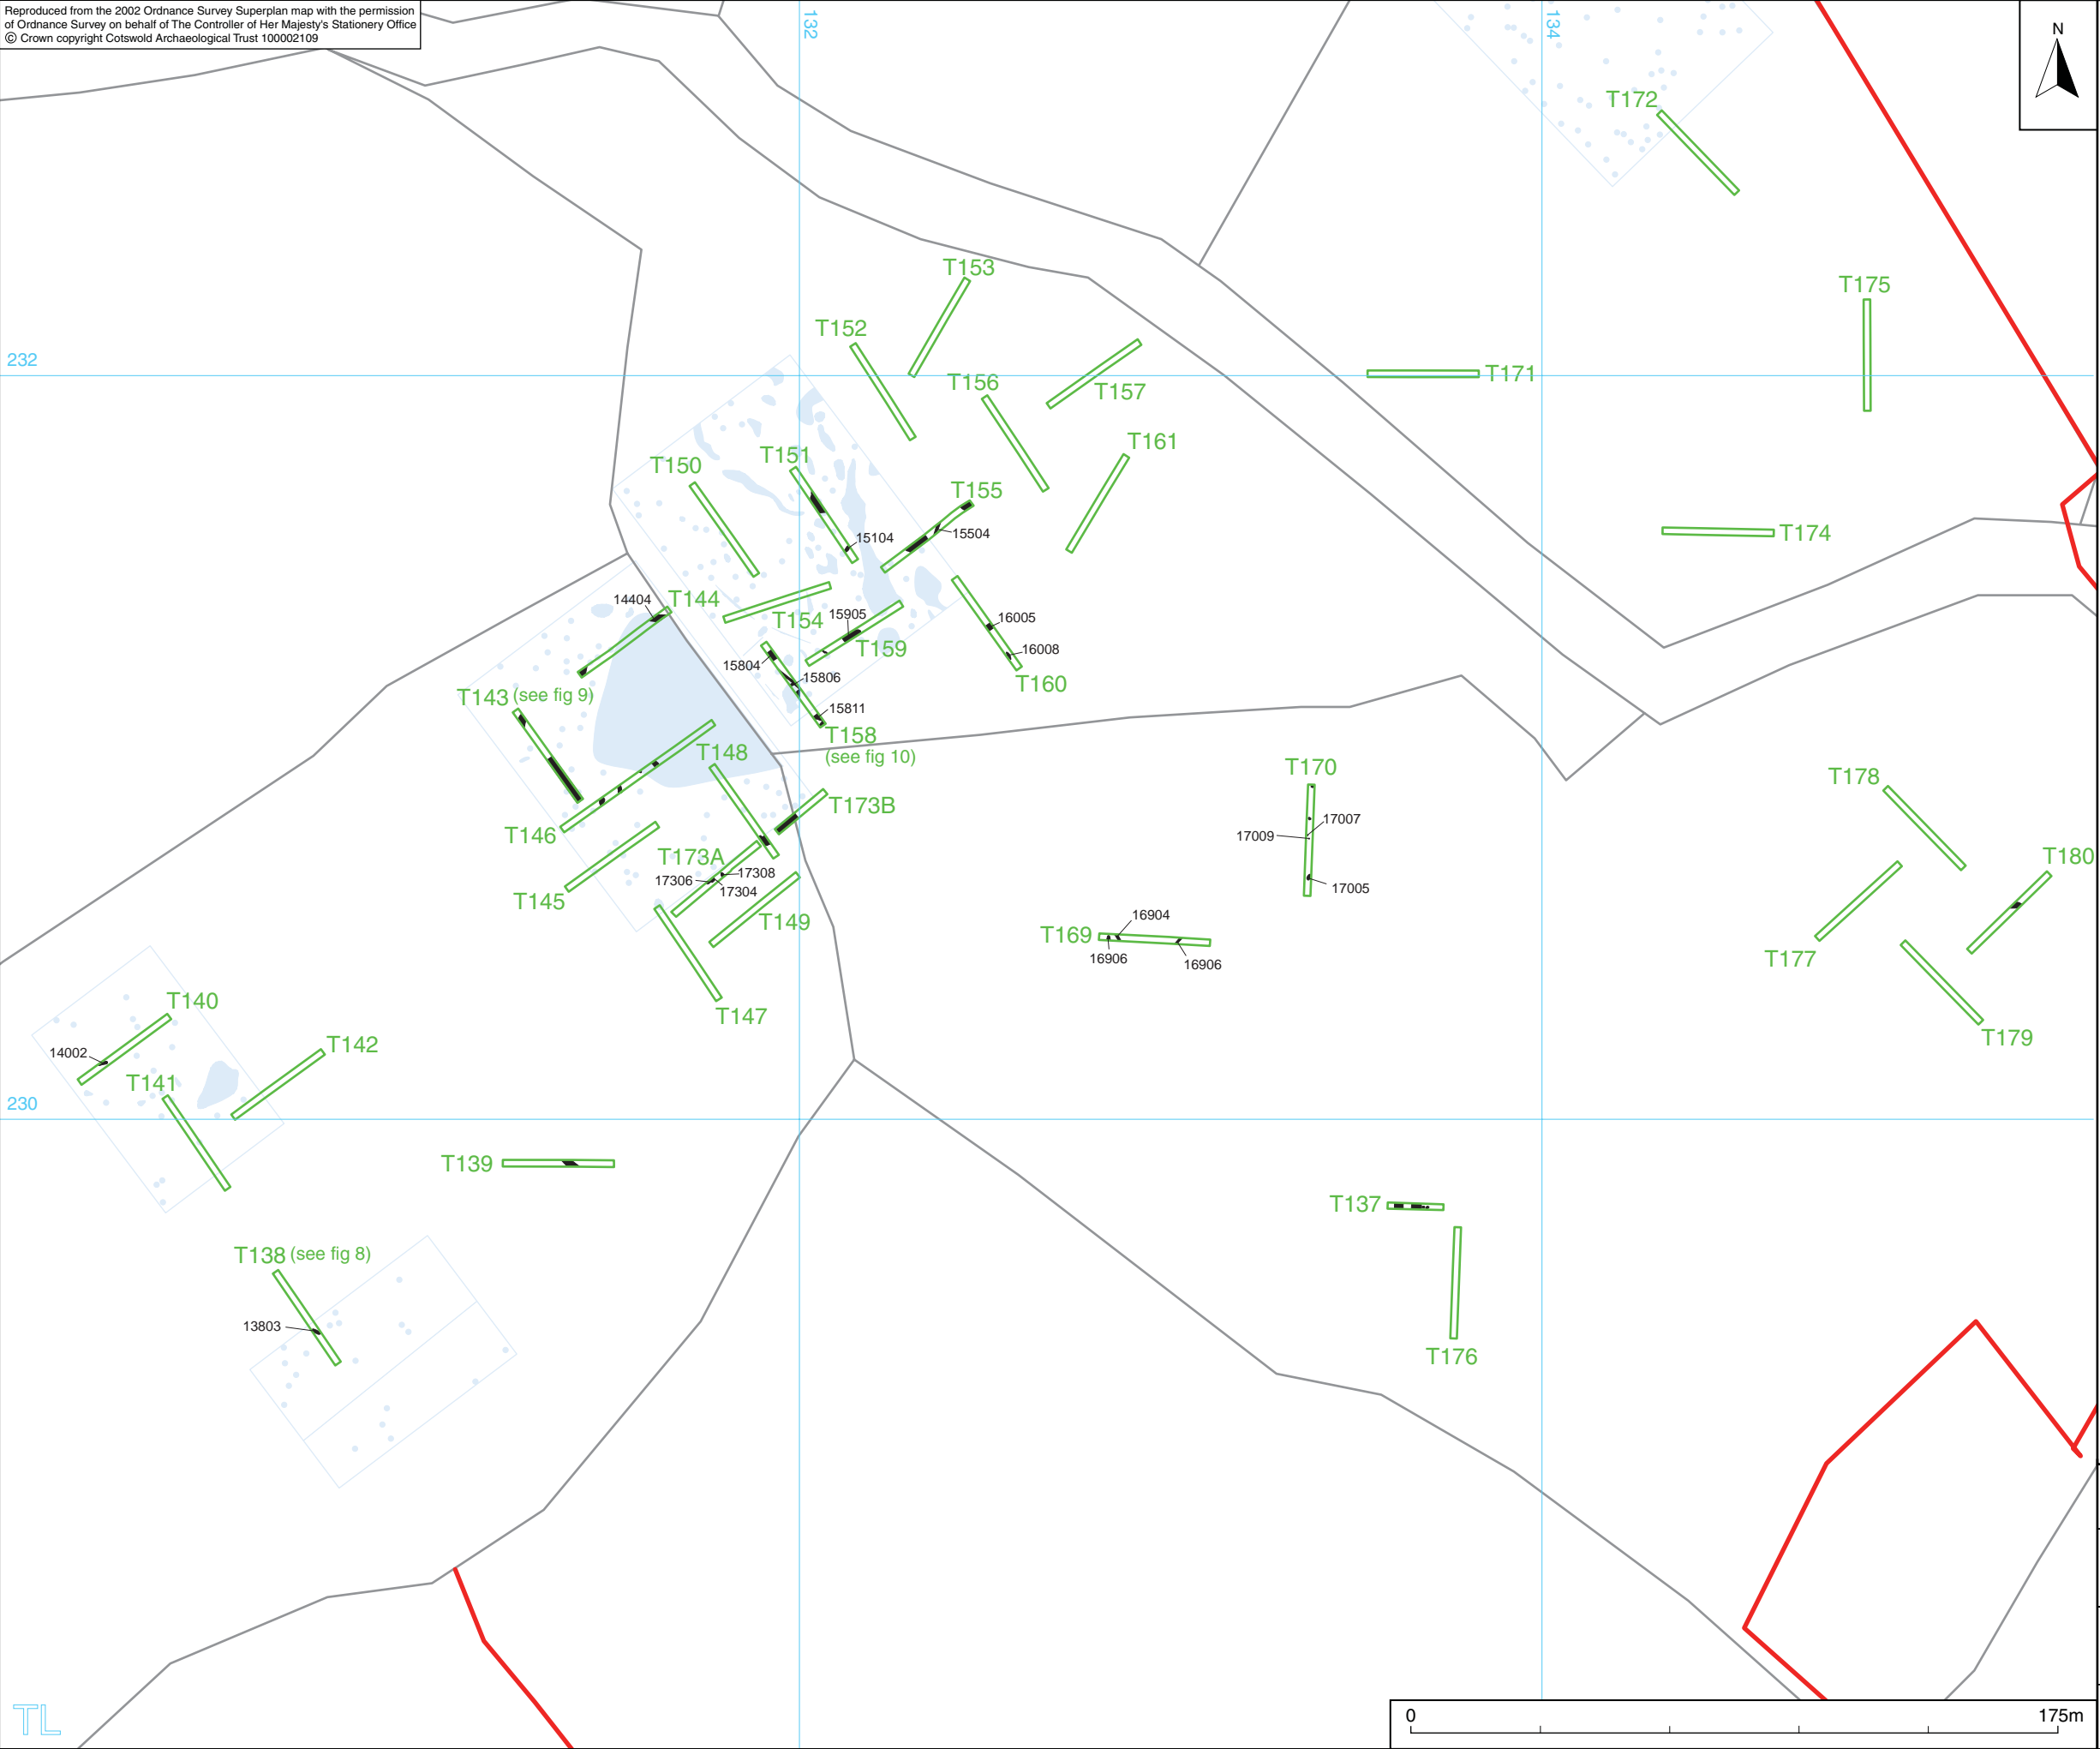 Reproduced from the 2002 Ordnance Survey Superplan map with the permission
of Ordnance Survey on behalf of The Controller of Her Majesty's Stationery Office
© Crown copyright Cotswold Archaeological Trust 100002109
132
134
N
T172
T153
T175
T152
232
T171
T156
T157
T161
T151
T150
T155
15104
15504
T174
14404
T144
T154
15905
16005
T159
16008
15804
15806
T160
T143 (see fig 9)
15811
T158
(see fig 10)
T148
T170
T178
T173B
17007
17009
T146
T173A
T180
17306
17308
17304
17005
T145
T149
16904
T169
16906
16906
T177
T140
T147
T142
T179
14002
T141
230
T139
T137
T138 (see fig 8)
13803
T176
TL
0
175m